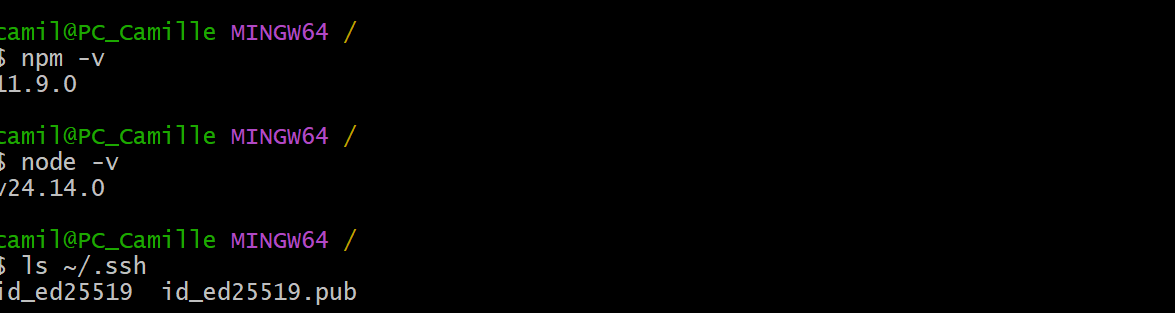 camil@PC_Camille MINGW64 /
$ npm -v
11.9.0
camil@PC_Camille MINGW64 /
$ node -v
v24.14.0
camil@PC_Camille MINGW64 /
$ ls ~/.ssh
id_ed25519  id_ed25519.pub